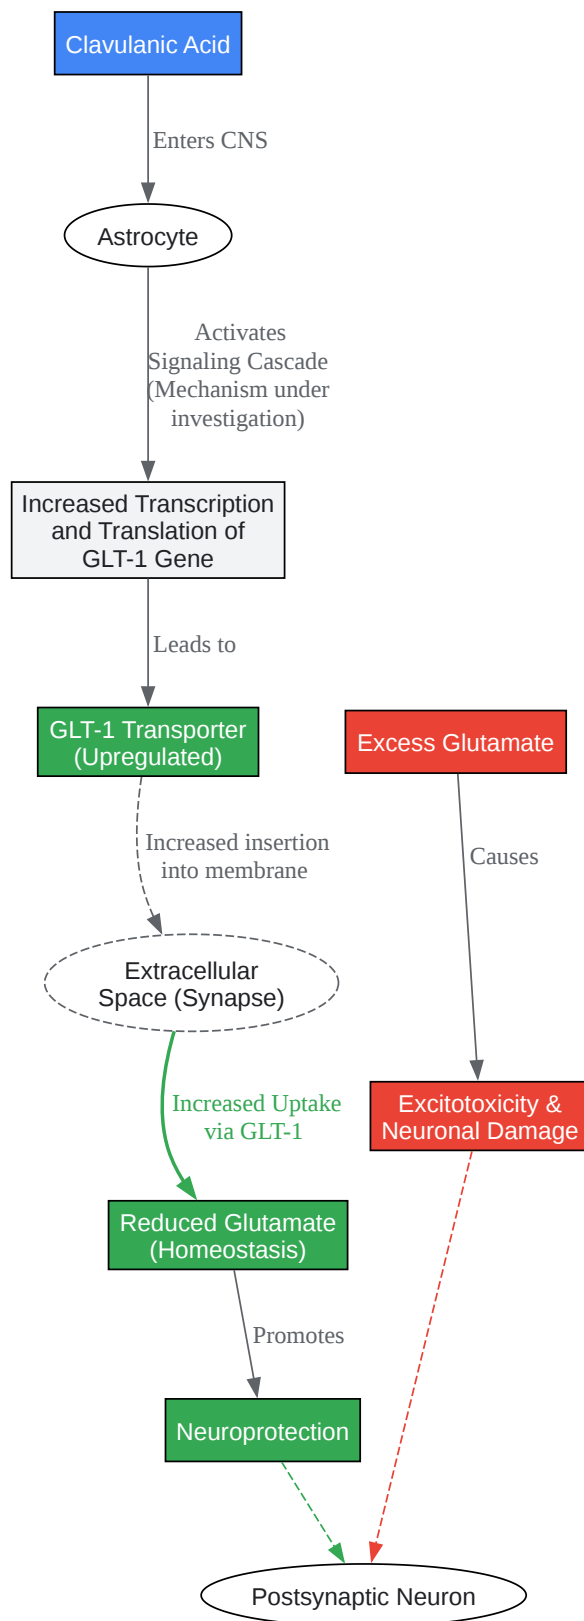 Clavulanic Acid
Enters CNS
Astrocyte
Activates
Signaling Cascade
(Mechanism under
investigation)
Increased Transcription
and Translation of
GLT-1 Gene
Leads to
GLT-1 Transporter
(Upregulated)
Excess Glutamate
Increased insertion
into membrane
Causes
Extracellular
Space (Synapse)
Increased Uptake
via GLT-1
Excitotoxicity &
Neuronal Damage
Reduced Glutamate
(Homeostasis)
Promotes
Neuroprotection
Postsynaptic Neuron